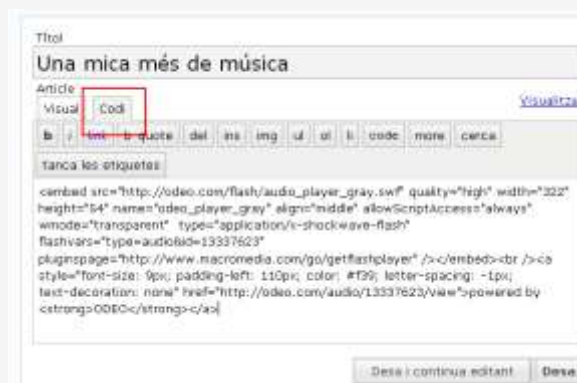 Títol
Una mica més de música
Article
Visual Codi
Visualitza
b i link b-quote del ins img ul ol li code more cerca
tanca les etiquetes
<embed src="http://odeo.com/flash/audio_player_gray.swf" quality="high" width="322"
height="54" name="odeo_player_gray" align="middle" allowScriptAccess="always"
wmode="transparent" type="application/x-shockwave-flash"
flashvars="type=audio&id=13337623"
pluginspage="http://www.macromedia.com/go/getflashplayer" /></embed><br /><a
style="font-size: 9px; padding-left: 110px; color: #f39; letter-spacing: -1px;
text-decoration: none" href="http://odeo.com/audio/13337623/view">powered by
<strong>ODEO</strong></a>
Desa i continua editant Desa